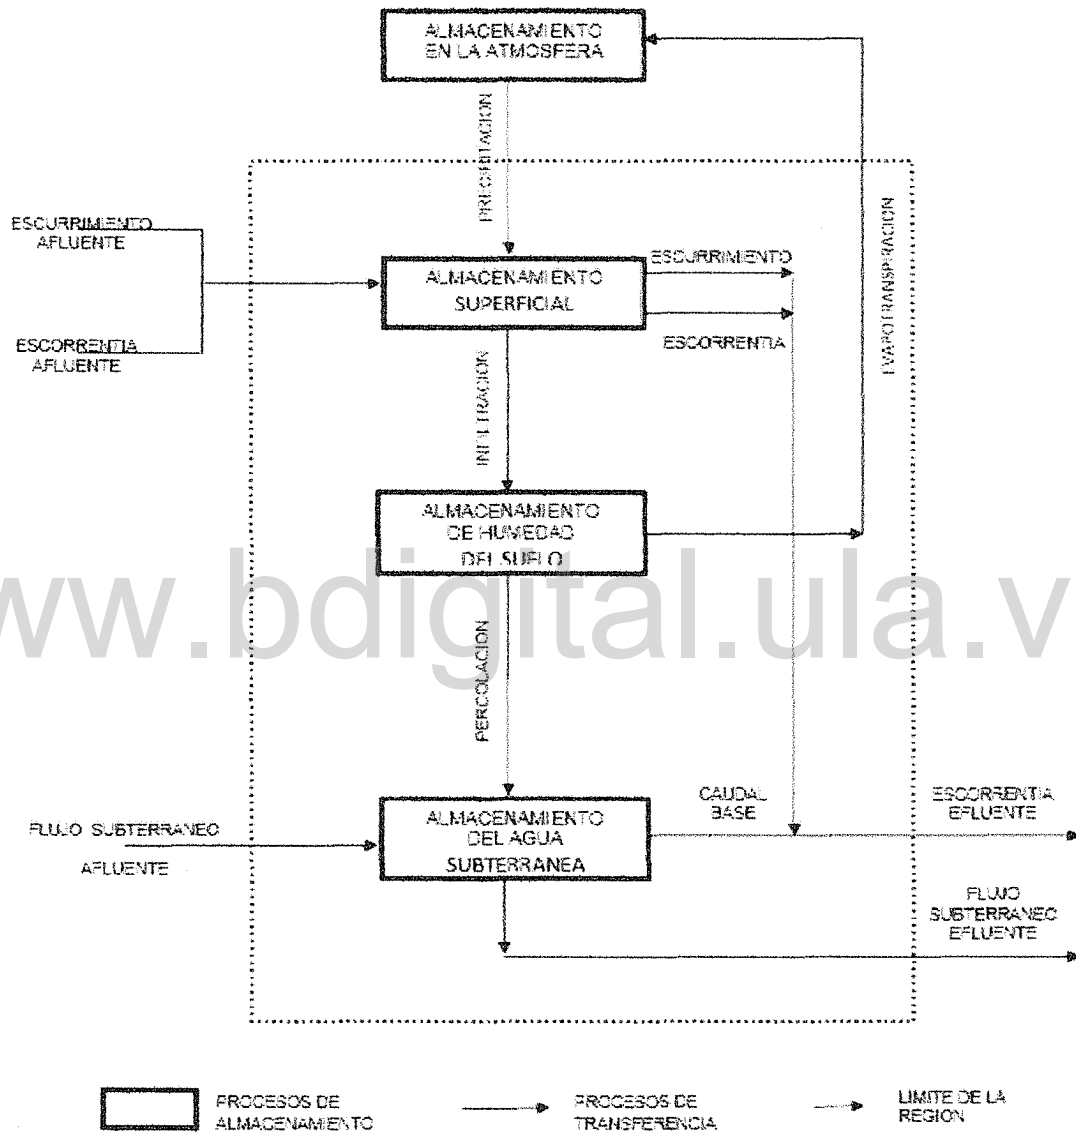 ALMACENAMIENTO
EN LA ATMOSFERA
PRECIPITACION
ESCURRIMIENTO
AFLUENTE
ESCORRENTIA
AFLUENTE
ALMACENAMIENTO
SUPERFICIAL
ESCURRIMIENTO
ESCORRENTIA
EVAPOTRANSPIRACION
INFILTRACION
ALMACENAMIENTO
DE HUMEDAD
DEL SUELO
www.bdigital.ula.v
PERCOLACION
FLUJO SUBTERRANEO
AFLUENTE
ALMACENAMIENTO
DEL AGUA
SUBTERRANEA
CAUDAL
BASE
ESCORRENTIA
EFLUENTE
FLUJO
SUBTERRANEO
EFLUENTE
PROCESOS DE
ALMACENAMIENTO
PROCESOS DE
TRANSFERENCIA
LIMITE DE LA
REGION